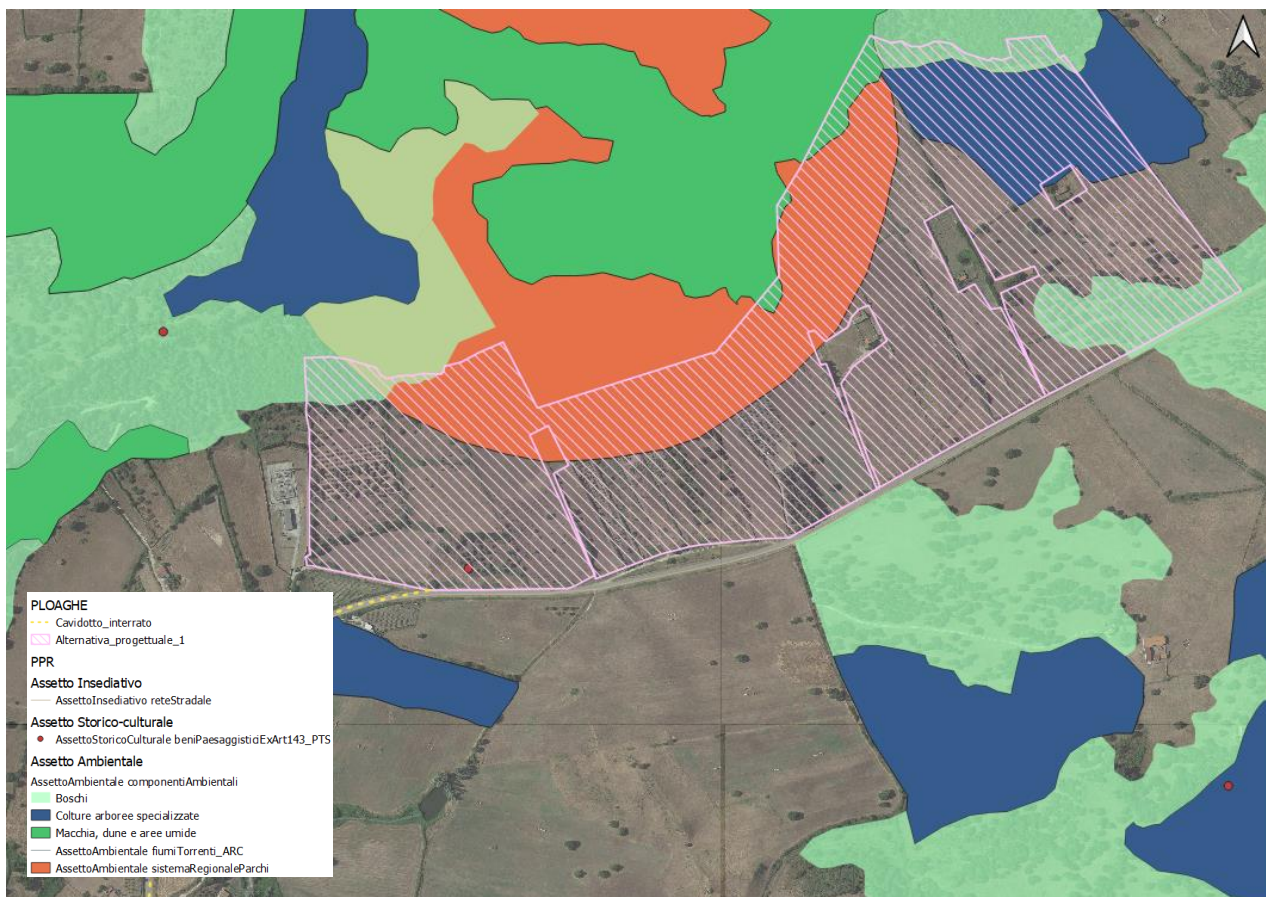 PLOAGHE
Cavidotto_interrato
Alternativa_progettuale_1
PPR
Assetto Insediativo
AssettoInsediativo reteStradale
Assetto Storico-culturale
AssettoStoricoCulturale beniPaesaggisticiExArt143_PTS
Assetto Ambientale
AssettoAmbientale componentiAmbientali
Boschi
Colture arboree specializzate
Macchia, dune e aree umide
AssettoAmbientale fiumiTorrenti_ARC
AssettoAmbientale sistemaRegionaleParchi